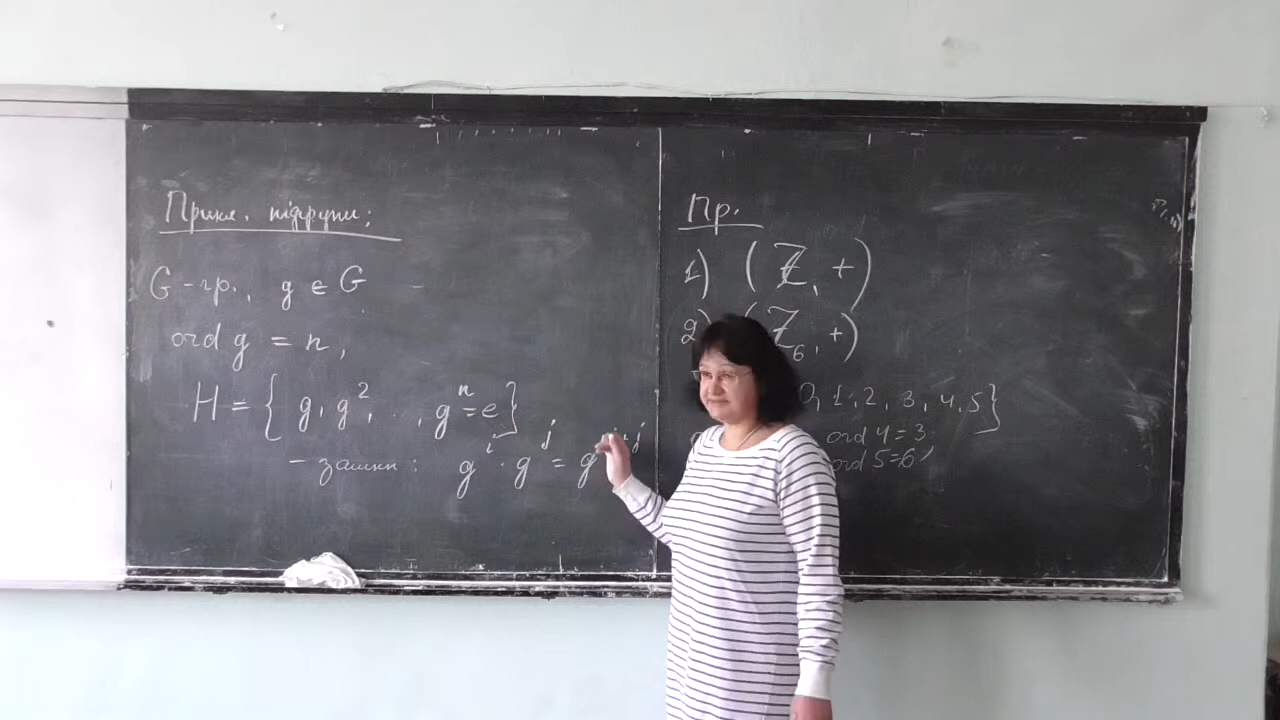 Прикл. підгрупи:
G - гр., g ∈ G
ord g = n,
H = { g, g², . . , gⁿ = e }
- замкн : gⁱ · gʲ = gⁱ⁺ʲ
Пр.
1) (Z, +)
2) (Z₆, +)
0, 1, 2, 3, 4, 5}
ord 4 = 3
ord 5 = 6